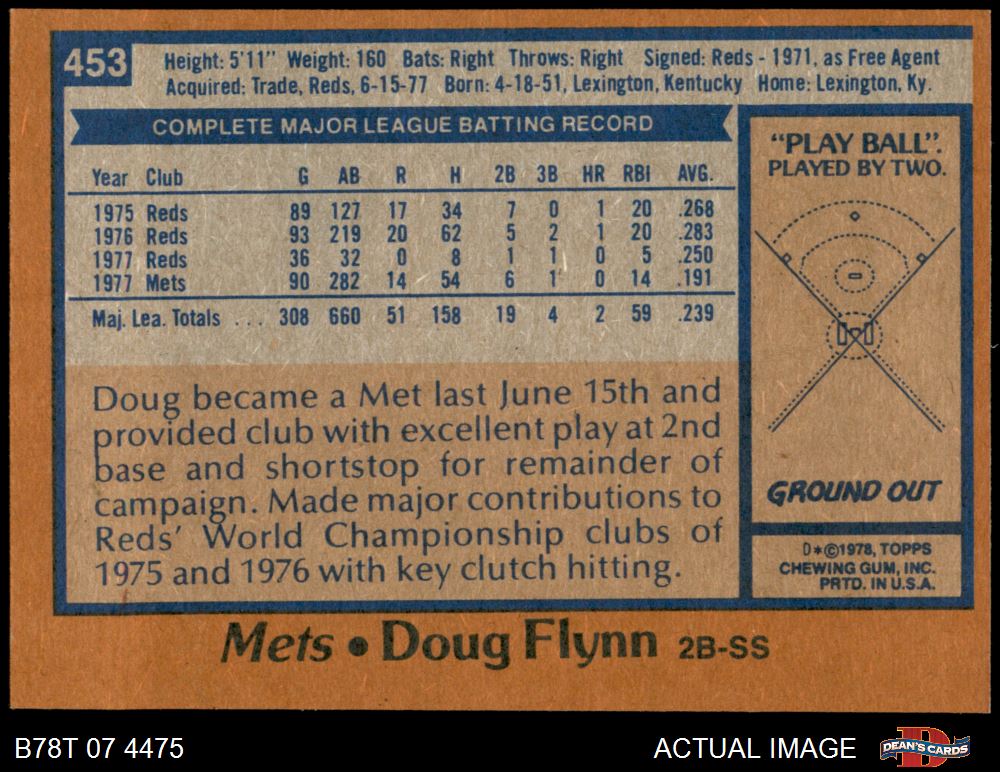 453
Height: 5'11" Weight: 160 Bats: Right Throws: Right Signed: Reds - 1971, as Free Agent
Acquired: Trade, Reds, 6-15-77 Born: 4-18-51, Lexington, Kentucky Home: Lexington, Ky.
COMPLETE MAJOR LEAGUE BATTING RECORD
Year Club G AB R H 2B 3B HR RBI AVG.
1975 Reds 89 127 17 34 7 0 1 20 .268
1976 Reds 93 219 20 62 5 2 1 20 .283
1977 Reds 36 32 0 8 1 1 0 5 .250
1977 Mets 90 282 14 54 6 1 0 14 .191
Maj. Lea. Totals ... 308 660 51 158 19 4 2 59 .239
Doug became a Met last June 15th and
provided club with excellent play at 2nd
base and shortstop for remainder of
campaign. Made major contributions to
Reds' World Championship clubs of
1975 and 1976 with key clutch hitting.
"PLAY BALL".
PLAYED BY TWO.
GROUND OUT
D*©1978, TOPPS
CHEWING GUM, INC.
PRTD. IN U.S.A.
Mets • Doug Flynn 2B-SS
B78T 07 4475
ACTUAL IMAGE
D
DEAN'S CARDS